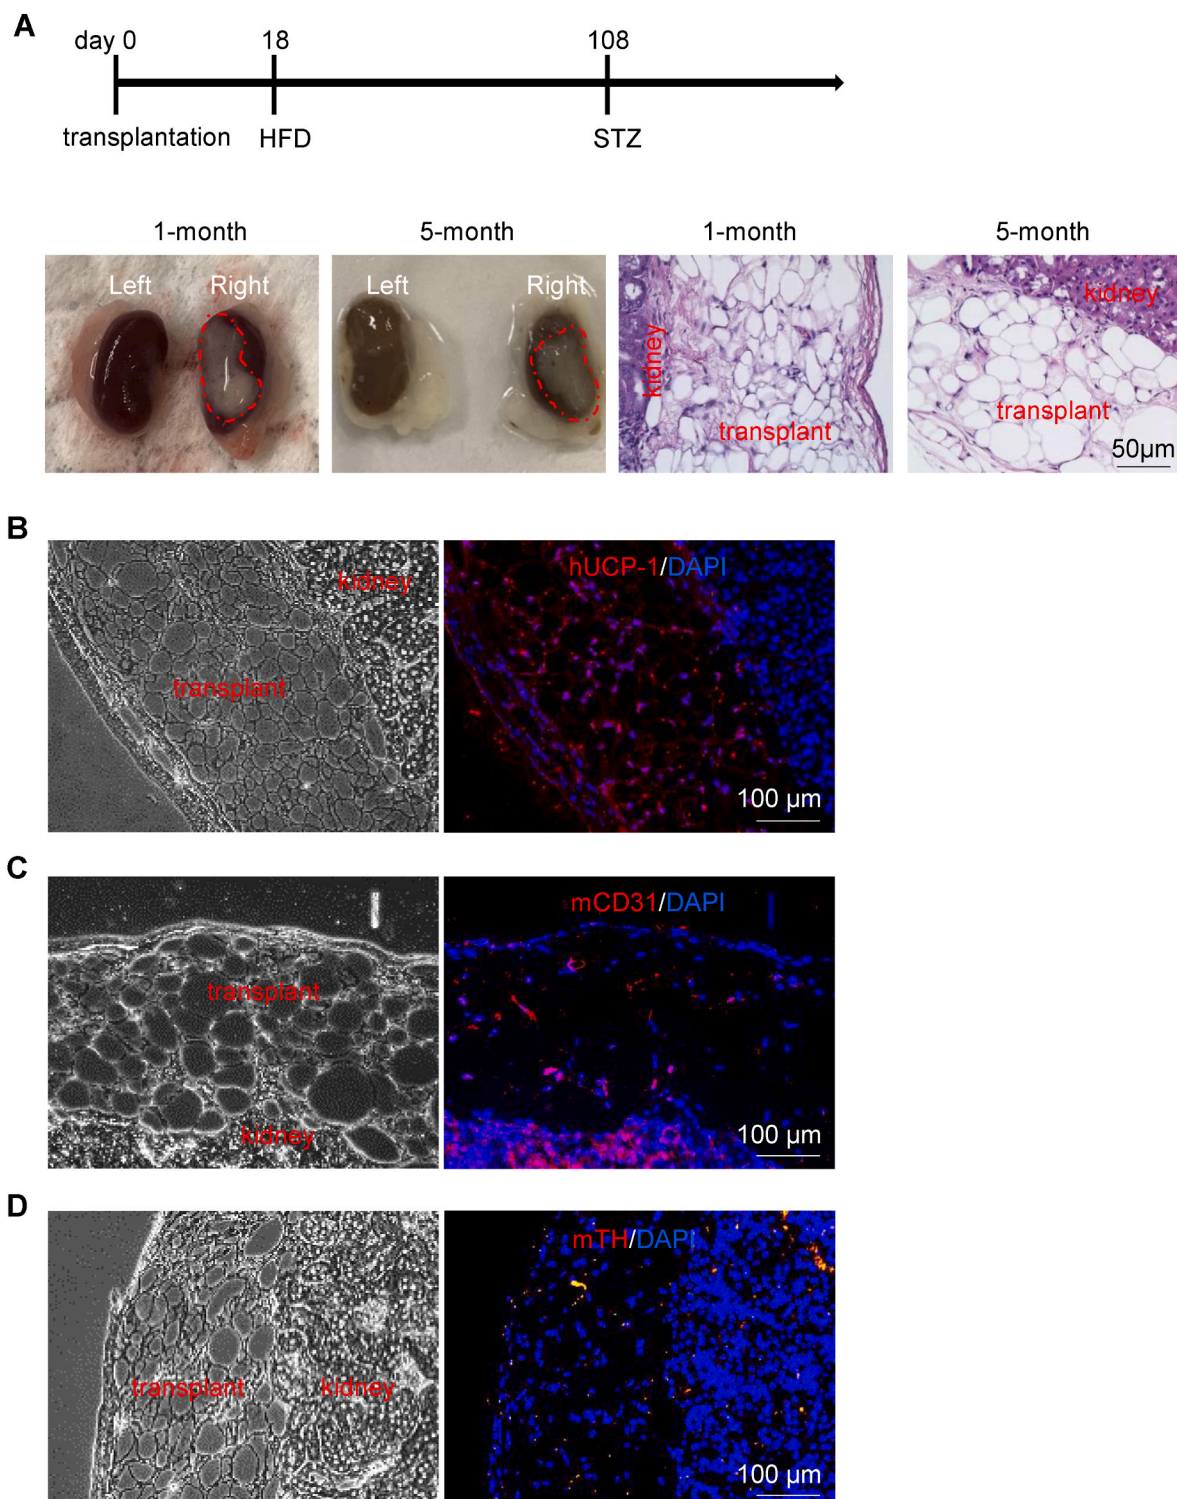 A
day 0 18 108
transplantation HFD STZ
1-month 5-month 1-month 5-month
Left Right Left Right
kidney
kidney
transplant
transplant
50µm
B
hUCP-1/DAPI
kidney
transplant
100 µm
C
mCD31/DAPI
transplant
kidney
100 µm
D
mTH/DAPI
transplant kidney
100 µm